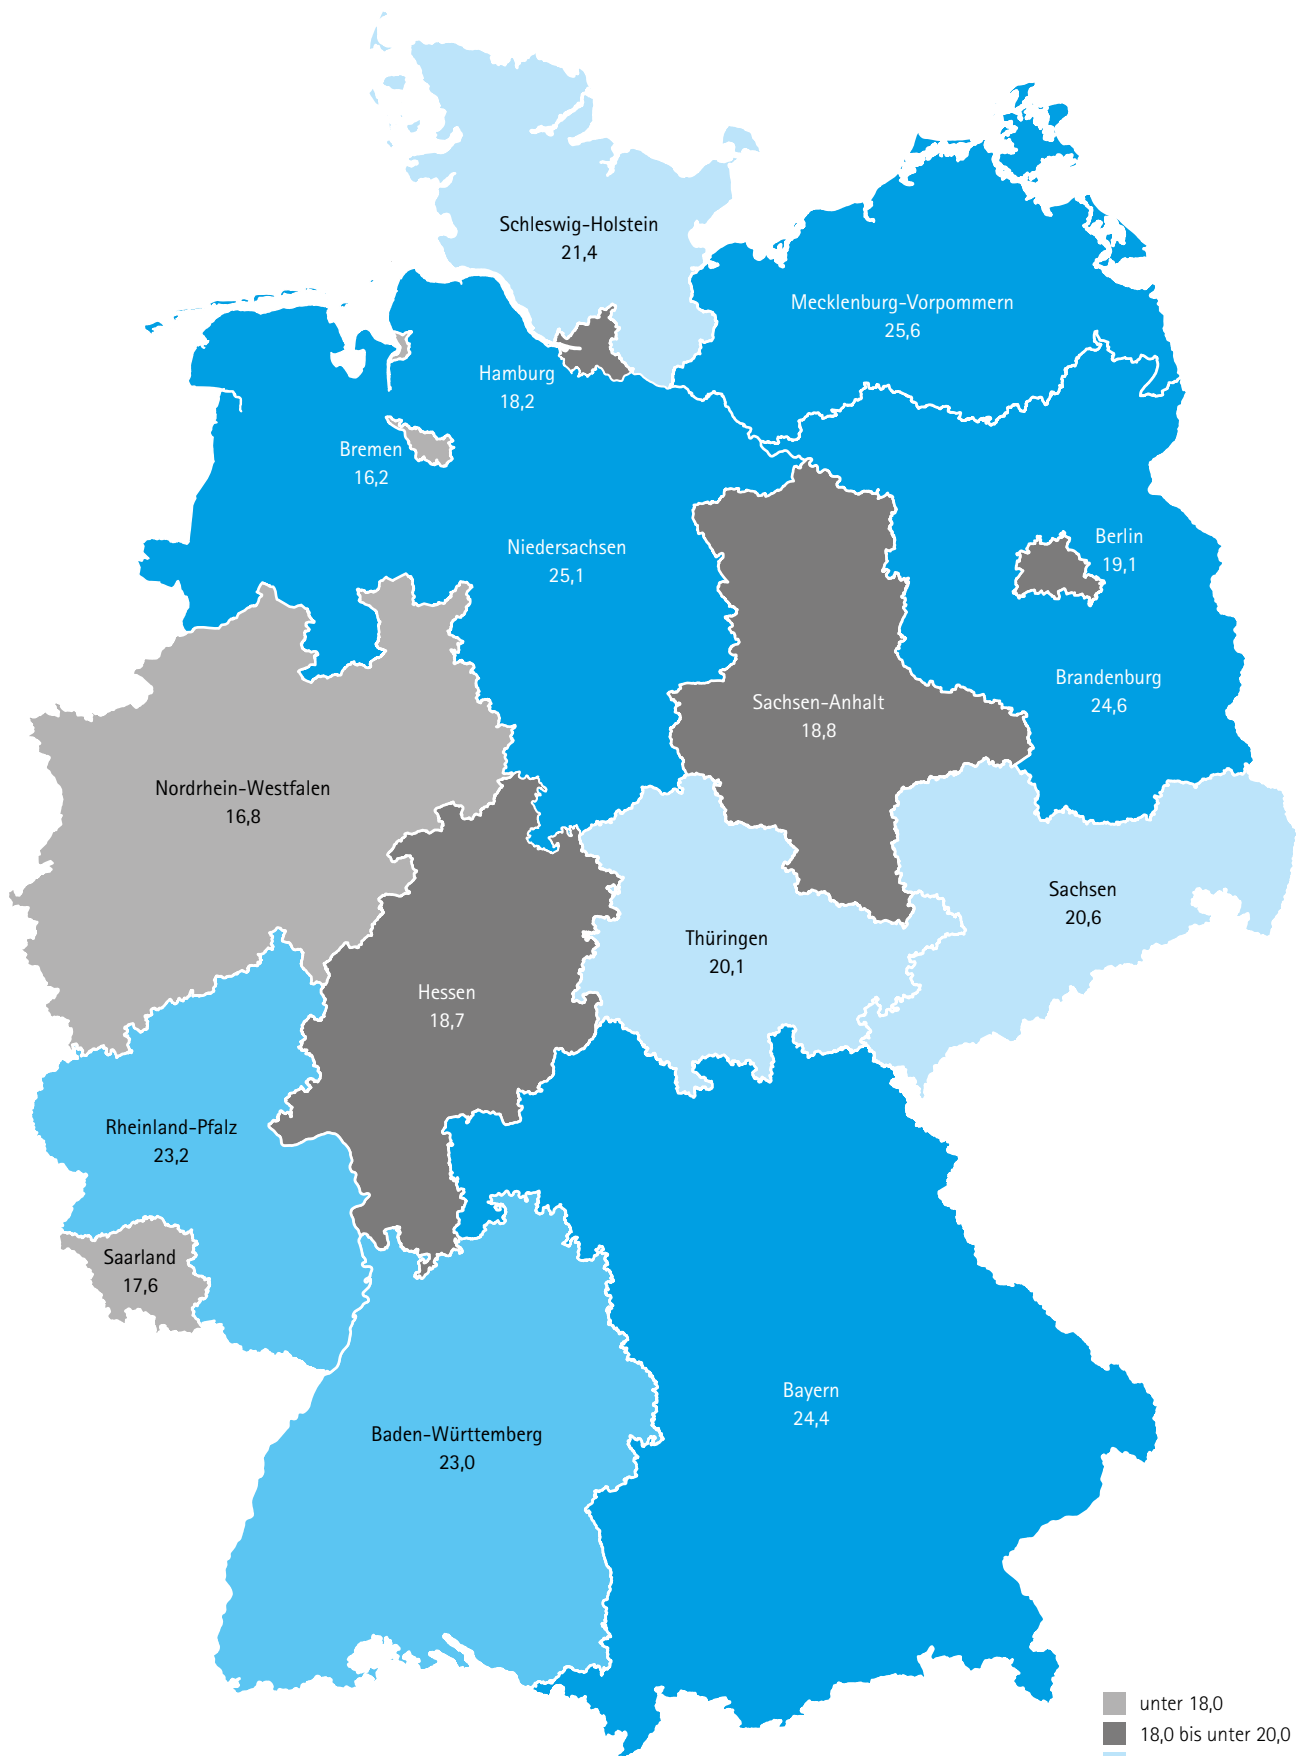 Schleswig-Holstein
21,4
Mecklenburg-Vorpommern
25,6
Hamburg
18,2
Bremen
16,2
Niedersachsen
25,1
Berlin
19,1
Brandenburg
24,6
Sachsen-Anhalt
18,8
Nordrhein-Westfalen
16,8
Sachsen
20,6
Thüringen
20,1
Hessen
18,7
Rheinland-Pfalz
23,2
Saarland
17,6
Bayern
24,4
Baden-Württemberg
23,0
unter 18,0
18,0 bis unter 20,0